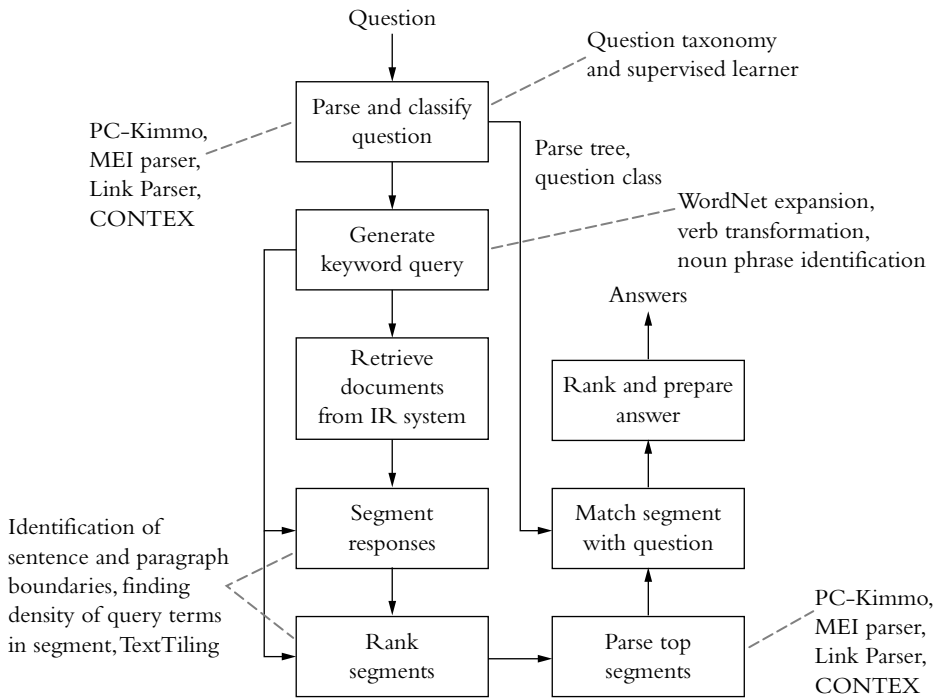 Question
Question taxonomy
and supervised learner
Parse and classify
question
PC-Kimmo,
MEI parser,
Link Parser,
CONTEX
Parse tree,
question class
WordNet expansion,
verb transformation,
noun phrase identification
Generate
keyword query
Answers
Retrieve
documents
from IR system
Rank and prepare
answer
Segment
responses
Match segment
with question
Identification of
sentence and paragraph
boundaries, finding
density of query terms
in segment, TextTiling
Rank
segments
Parse top
segments
PC-Kimmo,
MEI parser,
Link Parser,
CONTEX